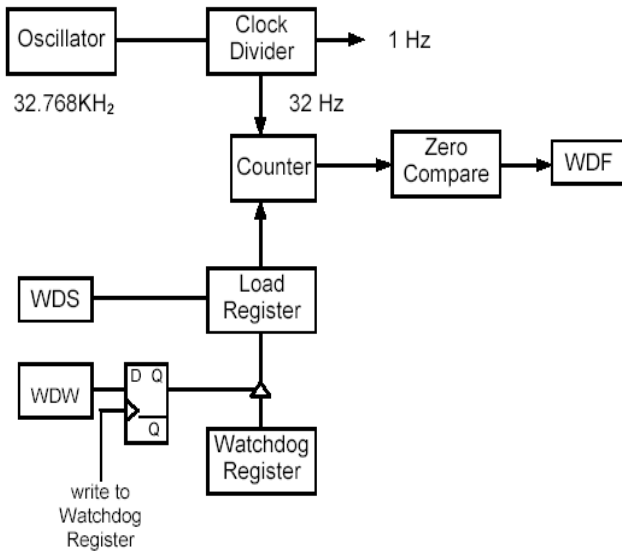 Oscillator
Clock
Divider
1 Hz
32.768KH₂
32 Hz
Counter
Zero
Compare
WDF
WDS
Load
Register
WDW
D Q
Q̅
Watchdog
Register
write to
Watchdog
Register